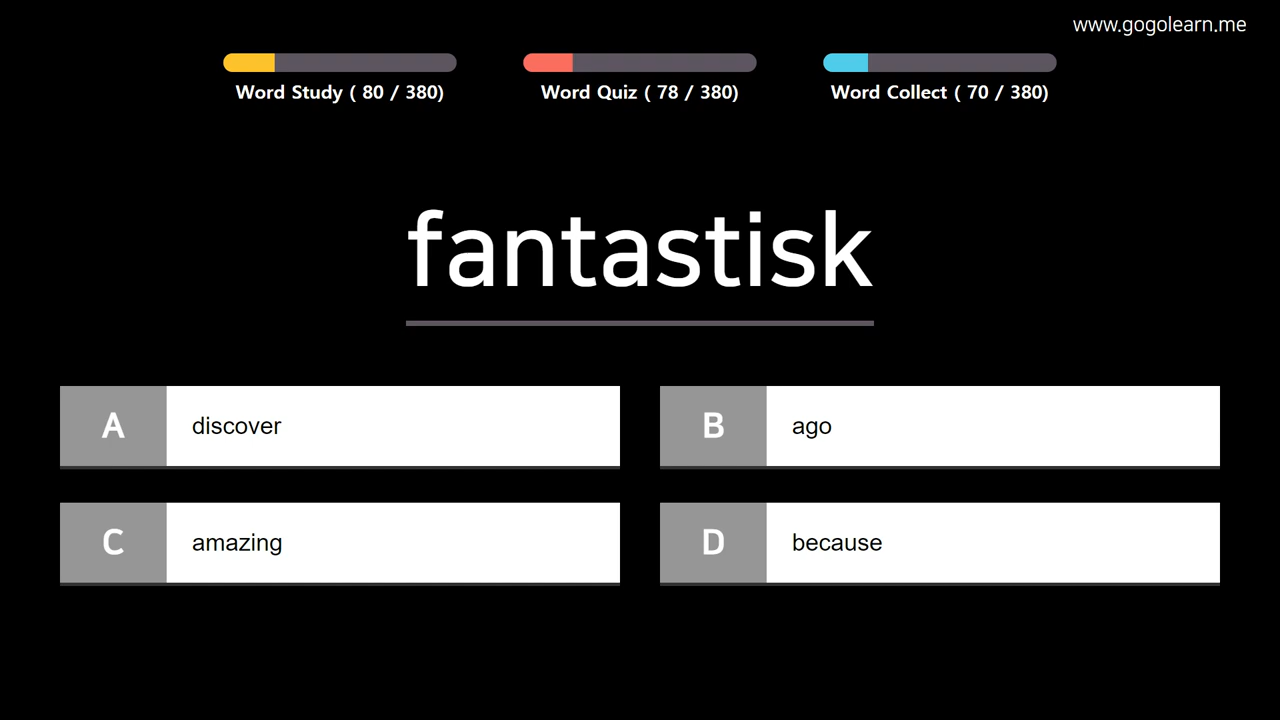 www.gogolearn.me
Word Study ( 80 / 380)
Word Quiz ( 78 / 380)
Word Collect ( 70 / 380)
fantastisk
A discover
B ago
C amazing
D because